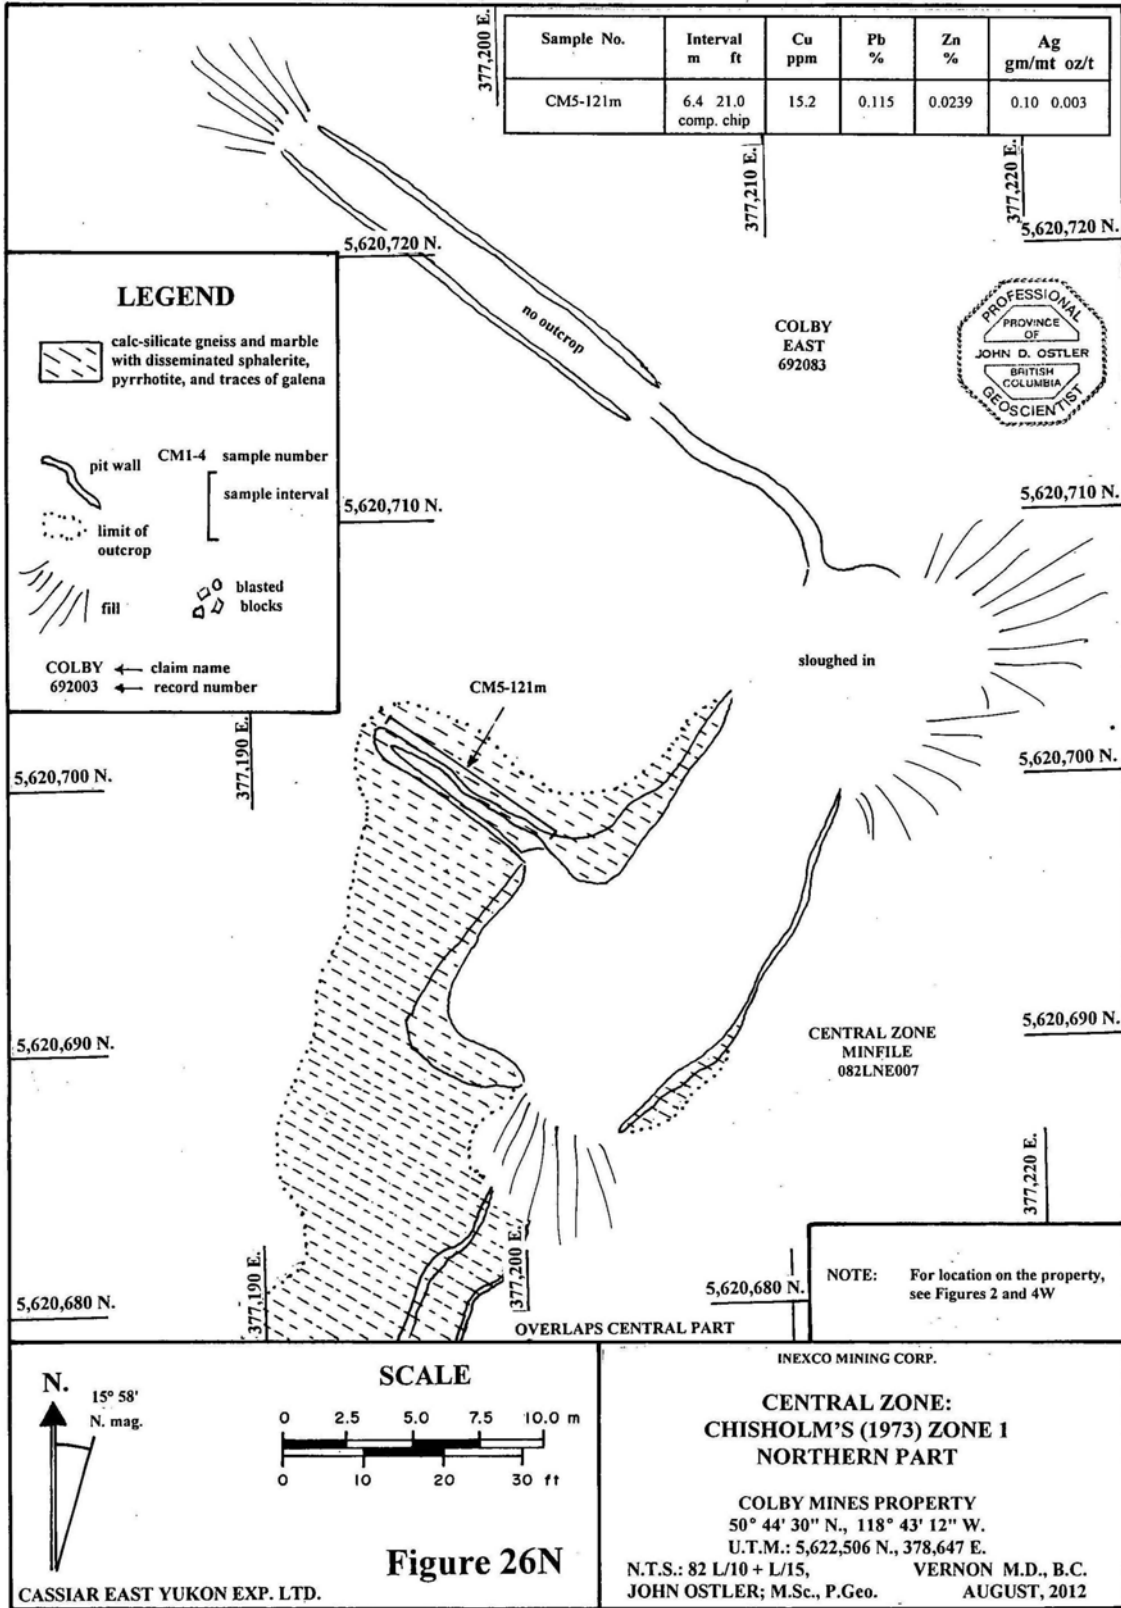 377,200 E.
Sample No. Interval Cu Pb Zn Ag
m ft ppm % % gm/mt oz/t
CM5-121m 6.4 21.0 15.2 0.115 0.0239 0.10 0.003
comp. chip
377,210 E.
377,220 E.
5,620,720 N.
5,620,720 N.
LEGEND
calc-silicate gneiss and marble
with disseminated sphalerite,
pyrrhotite, and traces of galena
pit wall
CM1-4 sample number
sample interval
limit of
outcrop
fill
blasted
blocks
COLBY ← claim name
692003 ← record number
no outcrop
COLBY
EAST
692083
PROFESSIONAL
PROVINCE
OF
JOHN D. OSTLER
BRITISH
COLUMBIA
GEOSCIENTIST
5,620,710 N.
5,620,710 N.
sloughed in
CM5-121m
377,190 E.
5,620,700 N.
5,620,700 N.
5,620,690 N.
5,620,690 N.
CENTRAL ZONE
MINFILE
082LNE007
377,220 E.
377,190 E.
377,200 E.
5,620,680 N.
5,620,680 N.
OVERLAPS CENTRAL PART
NOTE: For location on the property,
see Figures 2 and 4W
N.
15° 58'
N. mag.
SCALE
0 2.5 5.0 7.5 10.0 m
0 10 20 30 ft
Figure 26N
CASSIAR EAST YUKON EXP. LTD.
INEXCO MINING CORP.
CENTRAL ZONE:
CHISHOLM'S (1973) ZONE 1
NORTHERN PART
COLBY MINES PROPERTY
50° 44' 30" N., 118° 43' 12" W.
U.T.M.: 5,622,506 N., 378,647 E.
N.T.S.: 82 L/10 + L/15, VERNON M.D., B.C.
JOHN OSTLER; M.Sc., P.Geo. AUGUST, 2012